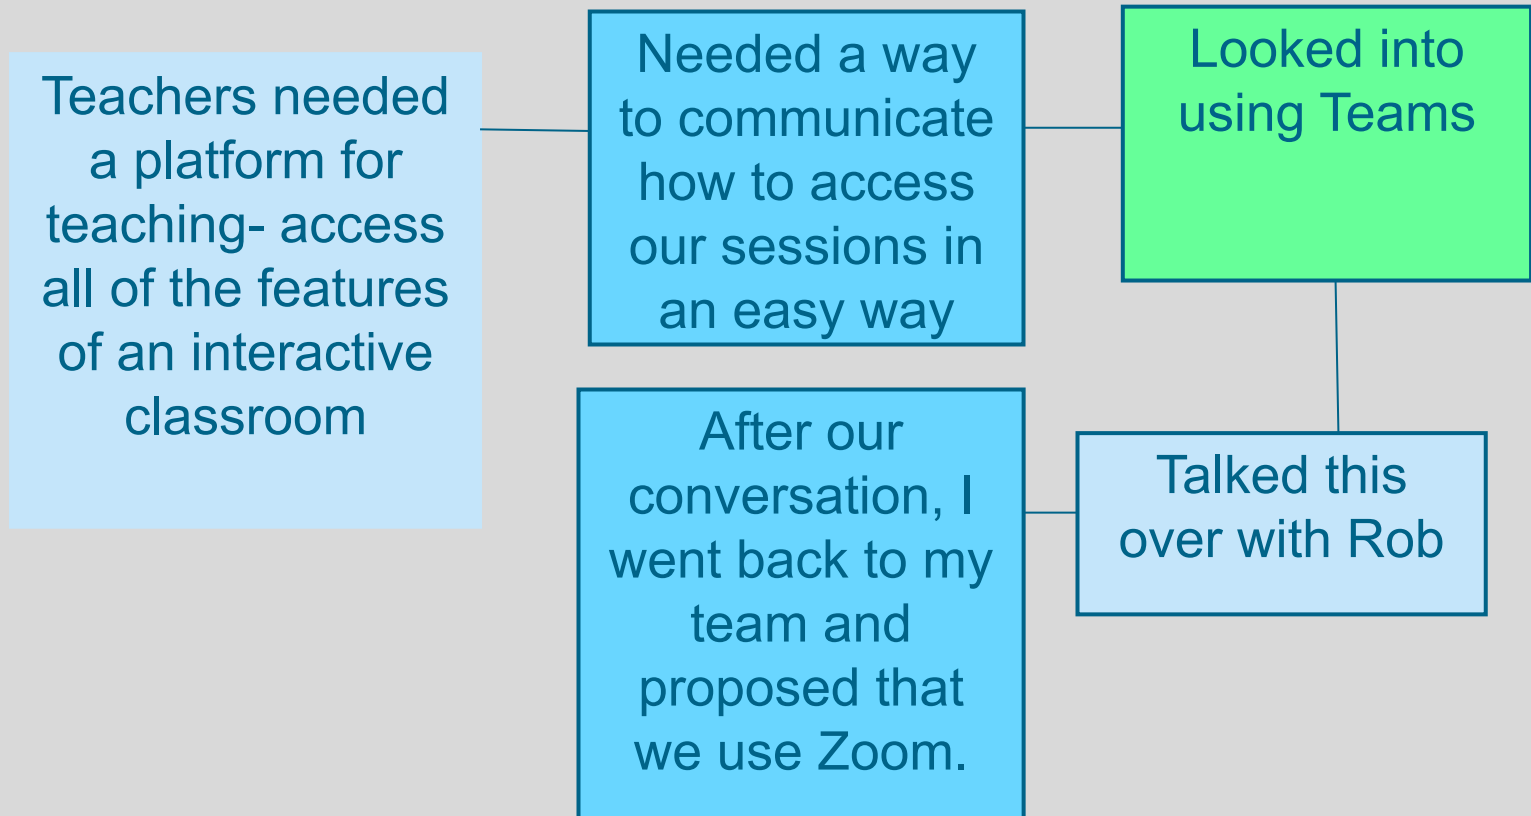 Teachers needed
a platform for
teaching- access
all of the features
of an interactive
classroom
Needed a way
to communicate
how to access
our sessions in
an easy way
Looked into
using Teams
Talked this
over with Rob
After our
conversation, I
went back to my
team and
proposed that
we use Zoom.